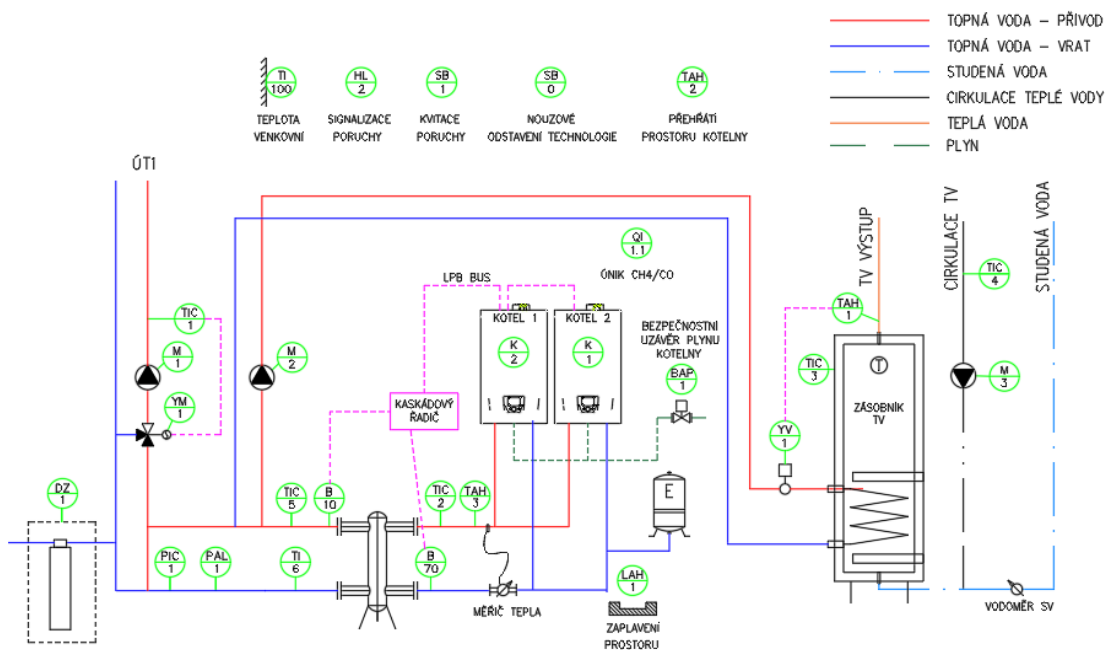 TOPNÁ VODA – PŘÍVOD
TOPNÁ VODA – VRAT
STUDENÁ VODA
CIRKULACE TEPLÉ VODY
TEPLÁ VODA
PLYN
TI
100
TEPLOTA
VENKOVNÍ
HL
2
SIGNALIZACE
PORUCHY
SB
1
KVITACE
PORUCHY
SB
0
NOUZOVÉ
ODSTAVENÍ TECHNOLOGIE
TAH
2
PŘEHŘÁTÍ
PROSTORU KOTELNY
ÚT1
QI
1.1
ÚNIK CH4/CO
LPB BUS
TIC
1
M
1
YM
1
M
2
KOTEL 1
K
2
KOTEL 2
K
1
BEZPEČNOSTNÍ
UZÁVĚR PLYNU
KOTELNY
BAP
1
KASKÁDOVÝ
ŘADIČ
TV VÝSTUP
CIRKULACE TV
STUDENÁ VODA
TIC
4
TAH
1
TIC
3
T
M
3
ZÁSOBNÍK
TV
YV
1
DZ
1
TIC
5
B
10
TIC
2
TAH
3
E
PIC
1
PAL
1
TI
6
B
70
MĚŘIČ TEPLA
LAH
1
ZAPLAVENÍ
PROSTORU
VODOMĚR SV